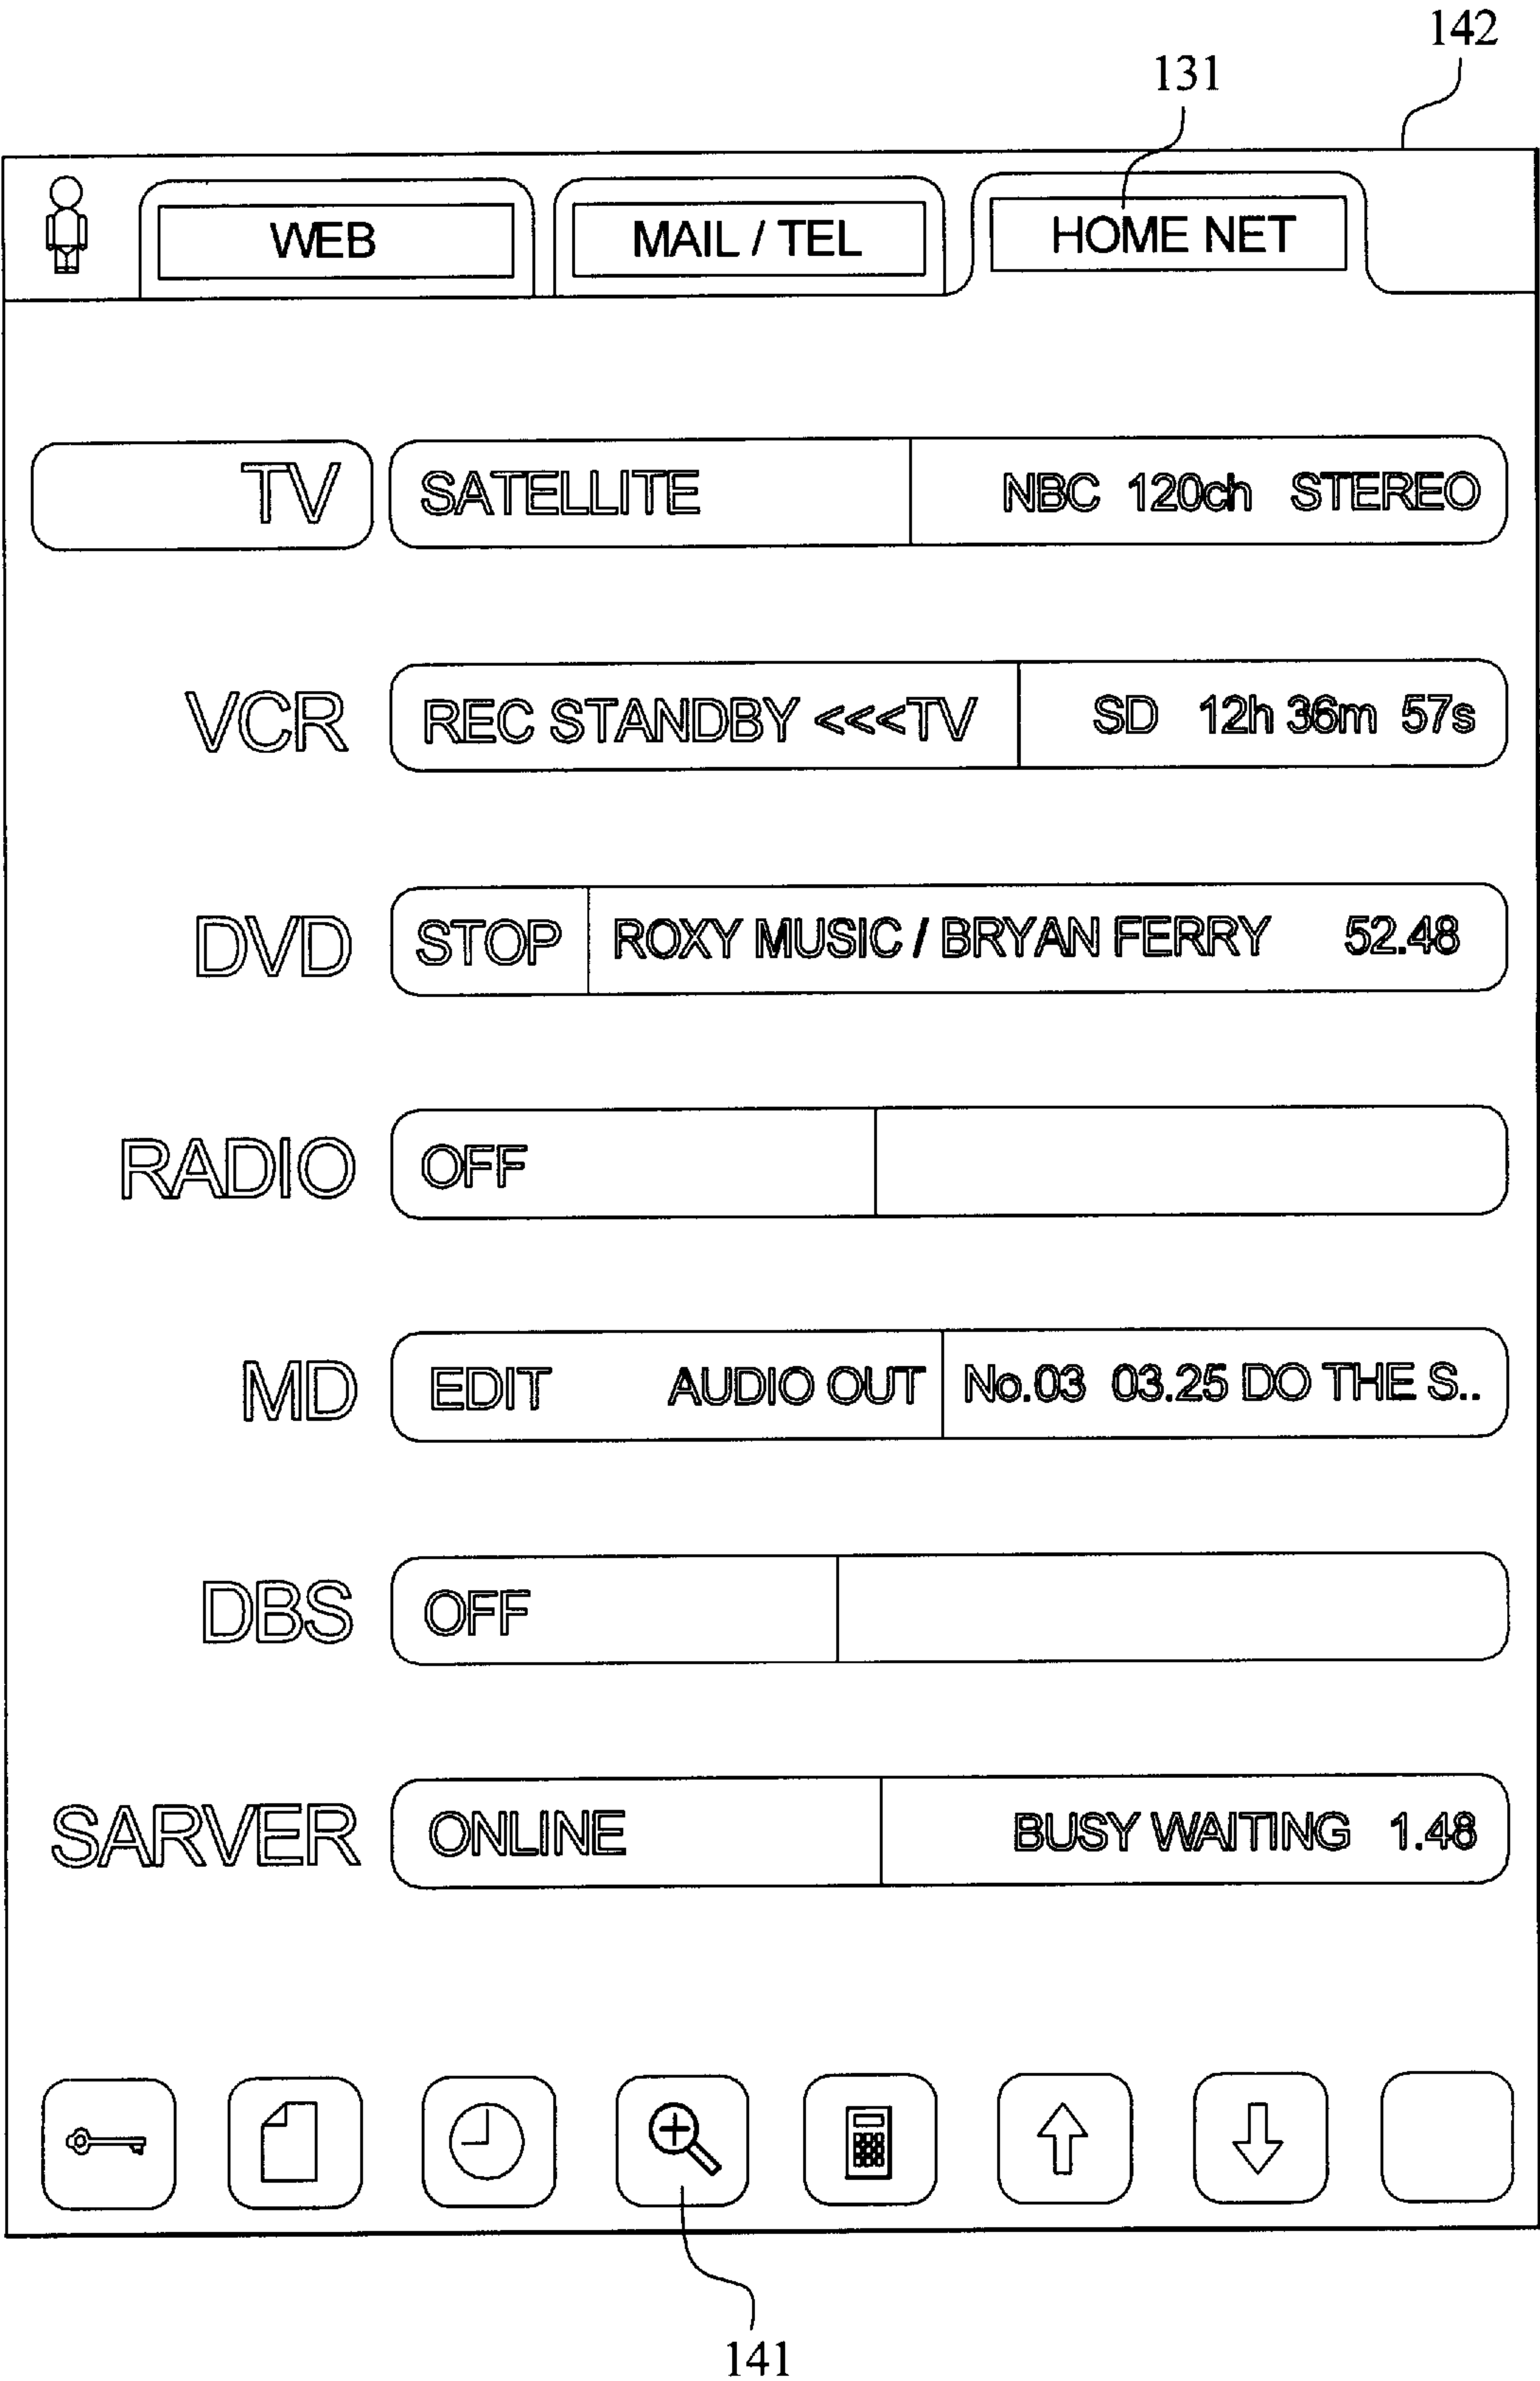 142
131
WEB MAIL / TEL HOME NET
TV SATELLITE NBC 120ch STEREO
VCR REC STANDBY <<<TV SD 12h 36m 57s
DVD STOP ROXY MUSIC / BRYAN FERRY 52.48
RADIO OFF
MD EDIT AUDIO OUT No.03 03.25 DO THE S..
DBS OFF
SARVER ONLINE BUSY WAITING 1.48
141